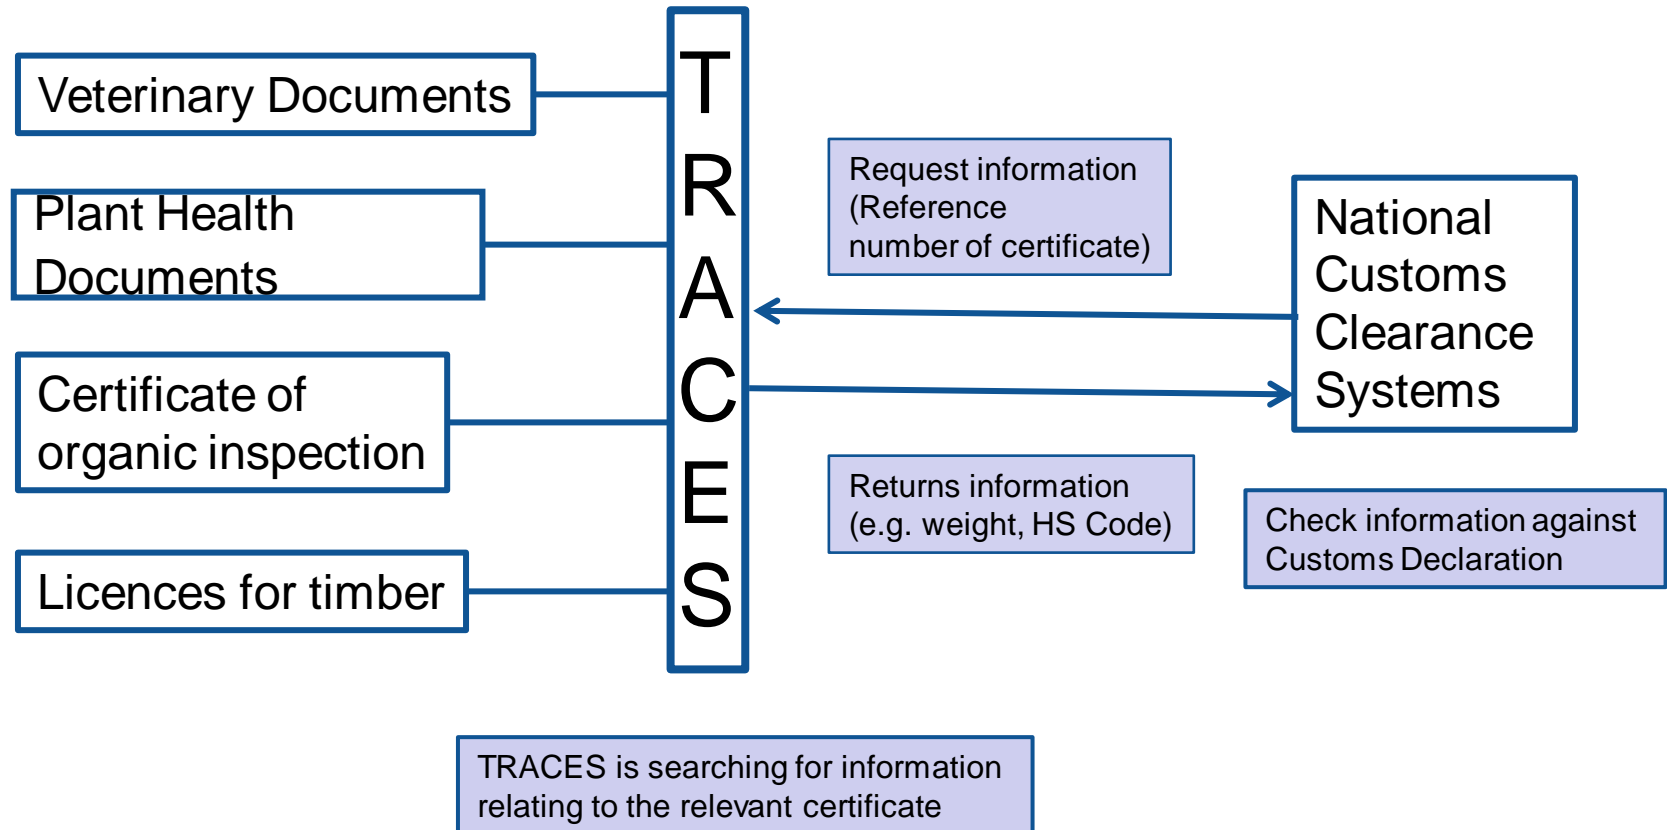 Veterinary Documents
Plant Health
Documents
Certificate of
organic inspection
Licences for timber
T
R
A
C
E
S
Request information
(Reference
number of certificate)
Returns information
(e.g. weight, HS Code)
National
Customs
Clearance
Systems
Check information against
Customs Declaration
TRACES is searching for information
relating to the relevant certificate